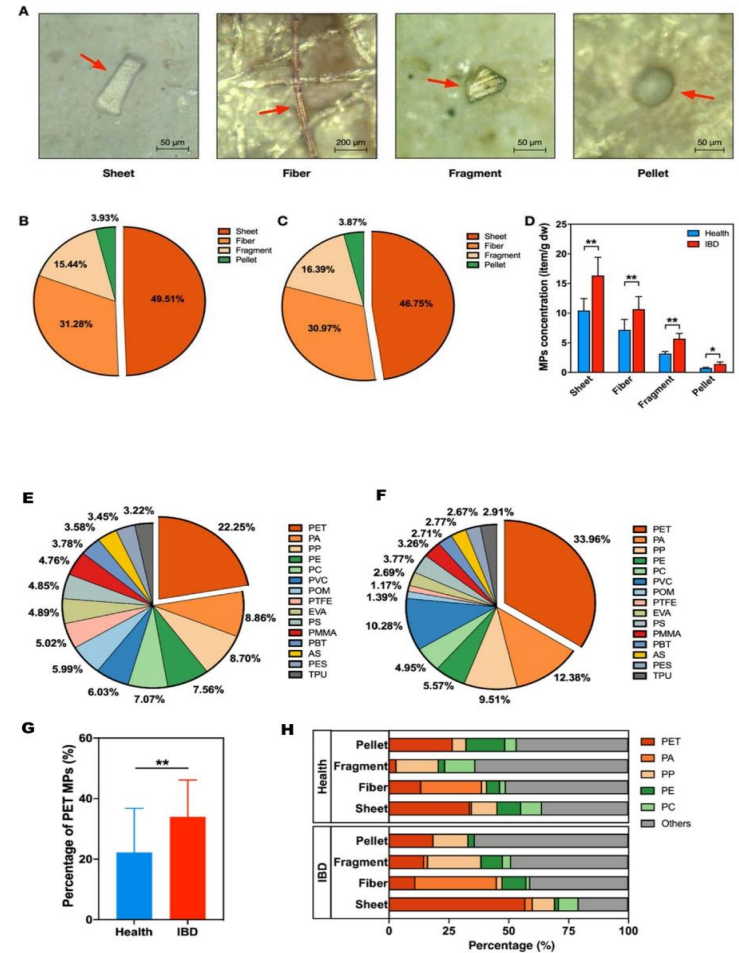 A
50 µm
200 µm
50 µm
50 µm
Sheet
Fiber
Fragment
Pellet
B
3.93%
15.44%
49.51%
31.28%
Sheet
Fiber
Fragment
Pellet
C
3.87%
16.39%
46.75%
30.97%
Sheet
Fiber
Fragment
Pellet
D
MPs concentration (item/g dw)
25
20
15
10
5
0
**
**
**
*
Health
IBD
Sheet
Fiber
Fragment
Pellet
E
3.22%
3.45%
3.58%
3.78%
4.76%
4.85%
4.89%
5.02%
5.99%
6.03%
7.07%
7.56%
8.70%
8.86%
22.25%
PET
PA
PP
PE
PC
PVC
POM
PTFE
EVA
PS
PMMA
PBT
AS
PES
TPU
F
2.67% 2.91%
2.77%
2.71%
3.26%
3.77%
2.69%
1.17%
1.39%
10.28%
4.95%
5.57%
9.51%
12.38%
33.96%
PET
PA
PP
PE
PC
PVC
POM
PTFE
EVA
PS
PMMA
PBT
AS
PES
TPU
G
Percentage of PET MPs (%)
60
40
20
0
**
Health
IBD
H
Health
Pellet
Fragment
Fiber
Sheet
IBD
Pellet
Fragment
Fiber
Sheet
0
25
50
75
100
Percentage (%)
PET
PA
PP
PE
PC
Others